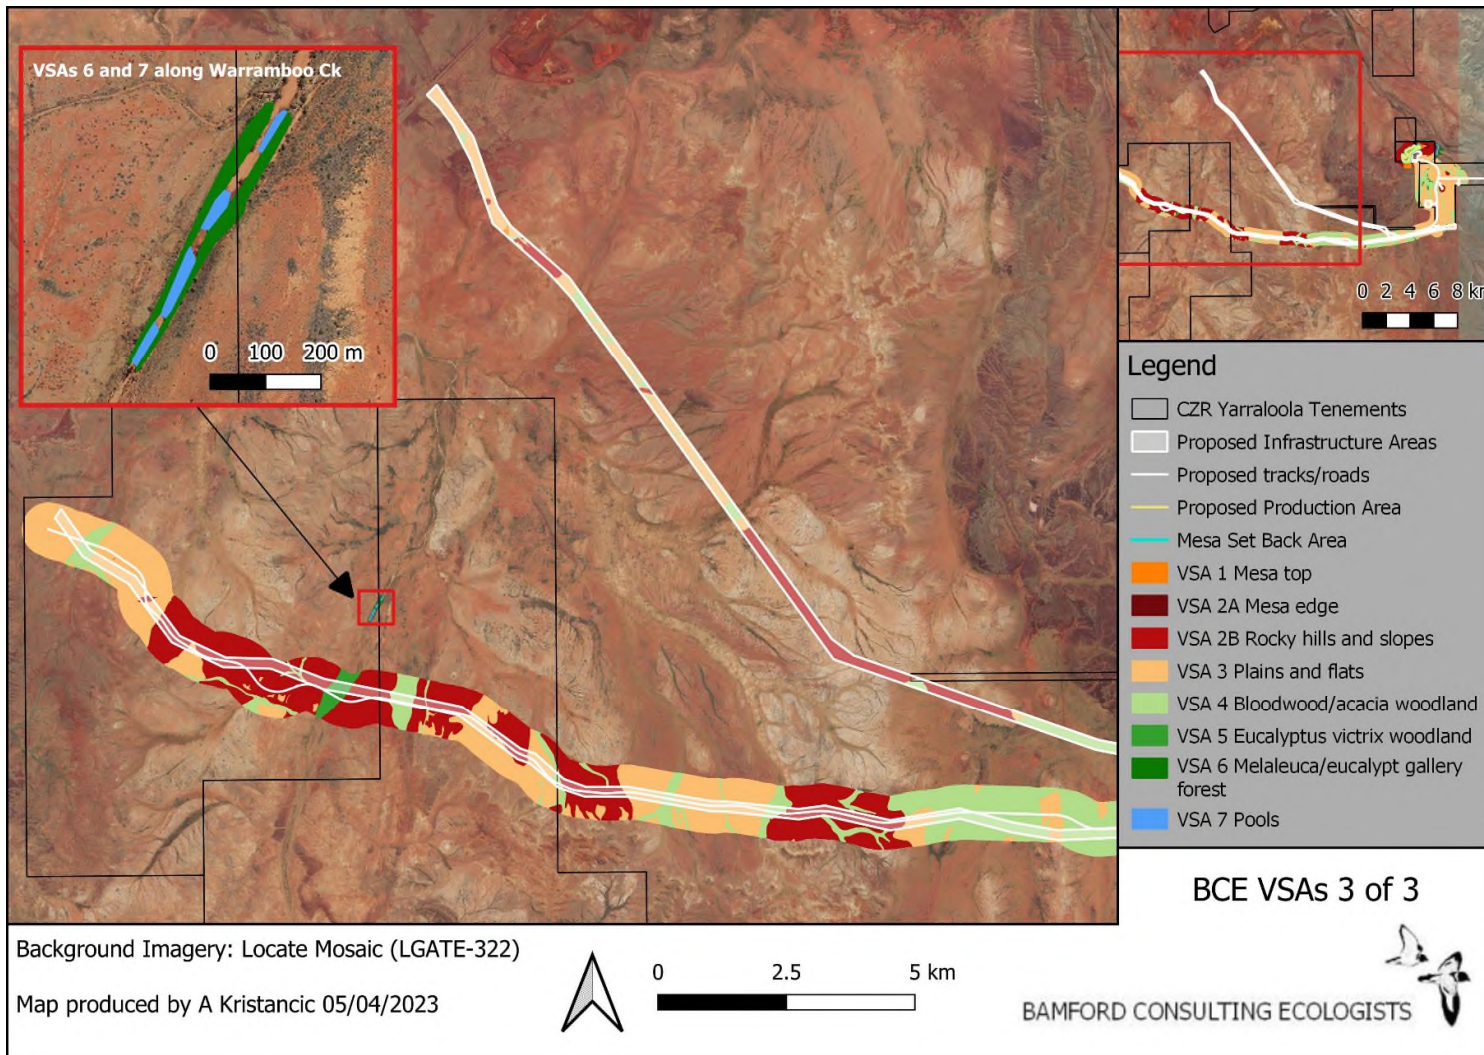 VSAs 6 and 7 along Warramboo Ck
0 100 200 m
0 2 4 6 8 km
Legend
CZR Yarraloola Tenements
Proposed Infrastructure Areas
Proposed tracks/roads
Proposed Production Area
Mesa Set Back Area
VSA 1 Mesa top
VSA 2A Mesa edge
VSA 2B Rocky hills and slopes
VSA 3 Plains and flats
VSA 4 Bloodwood/acacia woodland
VSA 5 Eucalyptus victrix woodland
VSA 6 Melaleuca/eucalypt gallery
forest
VSA 7 Pools
BCE VSAs 3 of 3
Background Imagery: Locate Mosaic (LGATE-322)
Map produced by A Kristancic 05/04/2023
0 2.5 5 km
BAMFORD CONSULTING ECOLOGISTS